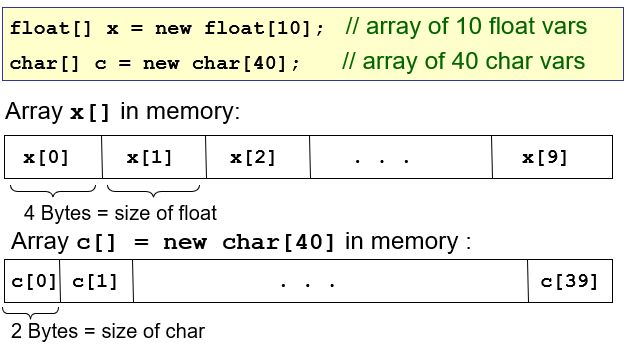 float[] x = new float[10]; // array of 10 float vars
char[] c = new char[40]; // array of 40 char vars
Array x[] in memory:
x[0] x[1] x[2] . . . x[9]
4 Bytes = size of float
Array c[] = new char[40] in memory :
c[0] c[1] . . . c[39]
2 Bytes = size of char